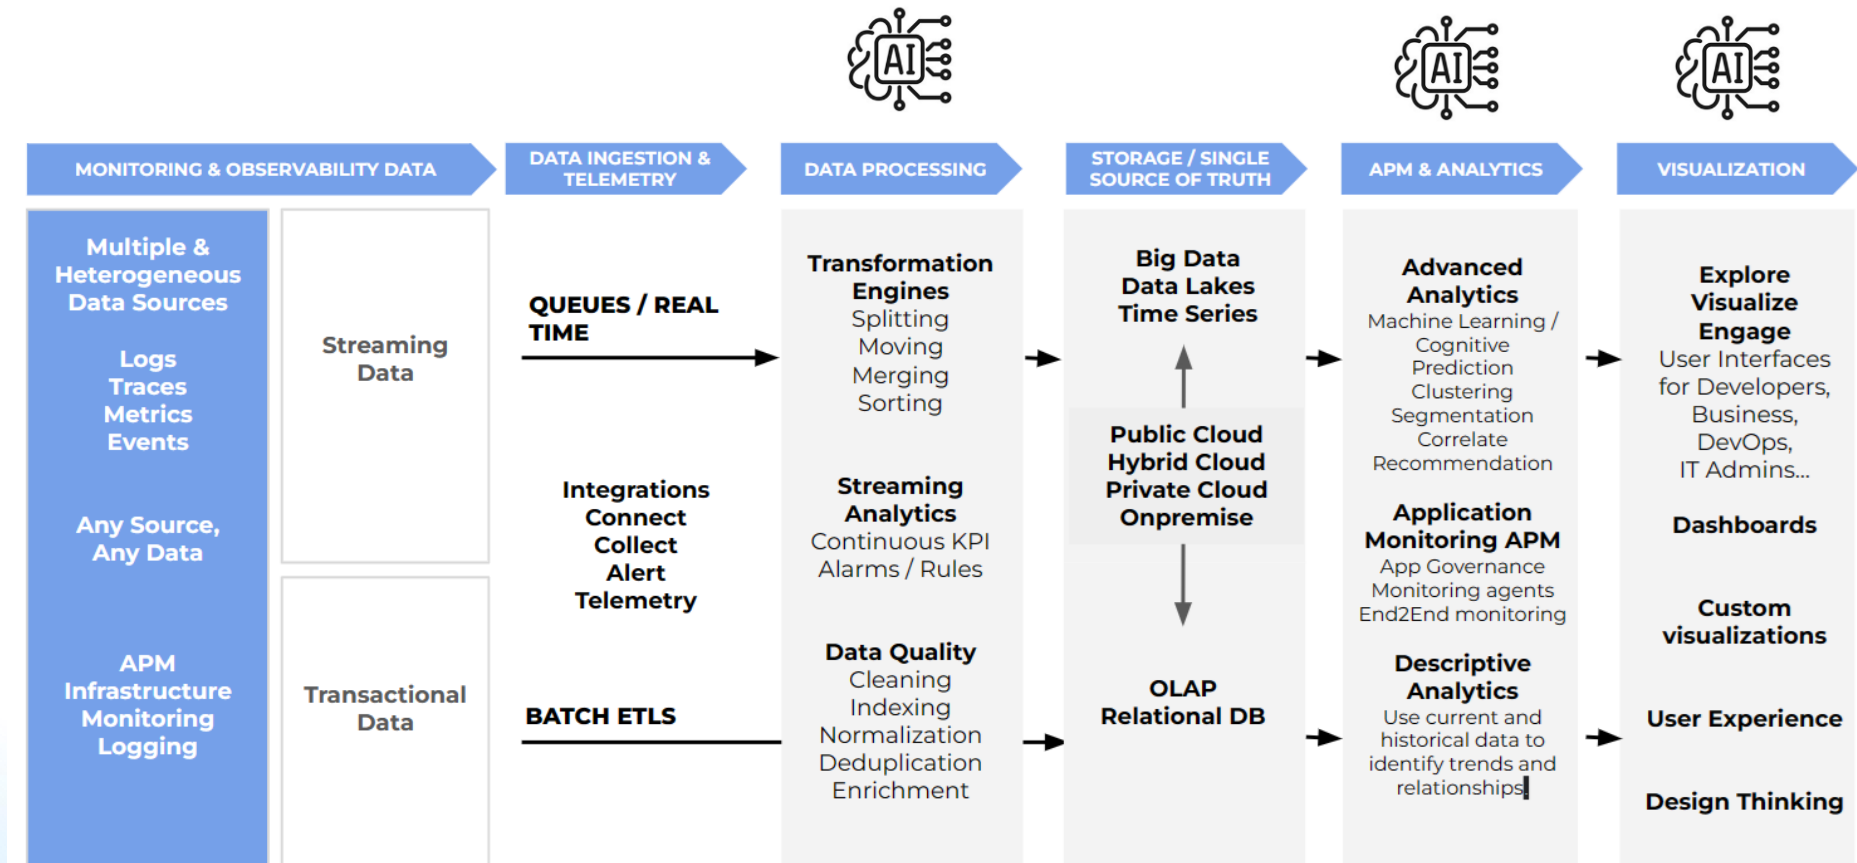 AI
AI
AI
MONITORING & OBSERVABILITY DATA
DATA INGESTION &
TELEMETRY
DATA PROCESSING
STORAGE / SINGLE
SOURCE OF TRUTH
APM & ANALYTICS
VISUALIZATION
Multiple &
Heterogeneous
Data Sources
Logs
Traces
Metrics
Events
Any Source,
Any Data
APM
Infrastructure
Monitoring
Logging
Streaming
Data
Transactional
Data
QUEUES / REAL
TIME
Integrations
Connect
Collect
Alert
Telemetry
BATCH ETLS
Transformation
Engines
Splitting
Moving
Merging
Sorting
Streaming
Analytics
Continuous KPI
Alarms / Rules
Data Quality
Cleaning
Indexing
Normalization
Deduplication
Enrichment
Big Data
Data Lakes
Time Series
Public Cloud
Hybrid Cloud
Private Cloud
Onpremise
OLAP
Relational DB
Advanced
Analytics
Machine Learning /
Cognitive
Prediction
Clustering
Segmentation
Correlate
Recommendation
Application
Monitoring APM
App Governance
Monitoring agents
End2End monitoring
Descriptive
Analytics
Use current and
historical data to
identify trends and
relationships.
Explore
Visualize
Engage
User Interfaces
for Developers,
Business,
DevOps,
IT Admins...
Dashboards
Custom
visualizations
User Experience
Design Thinking